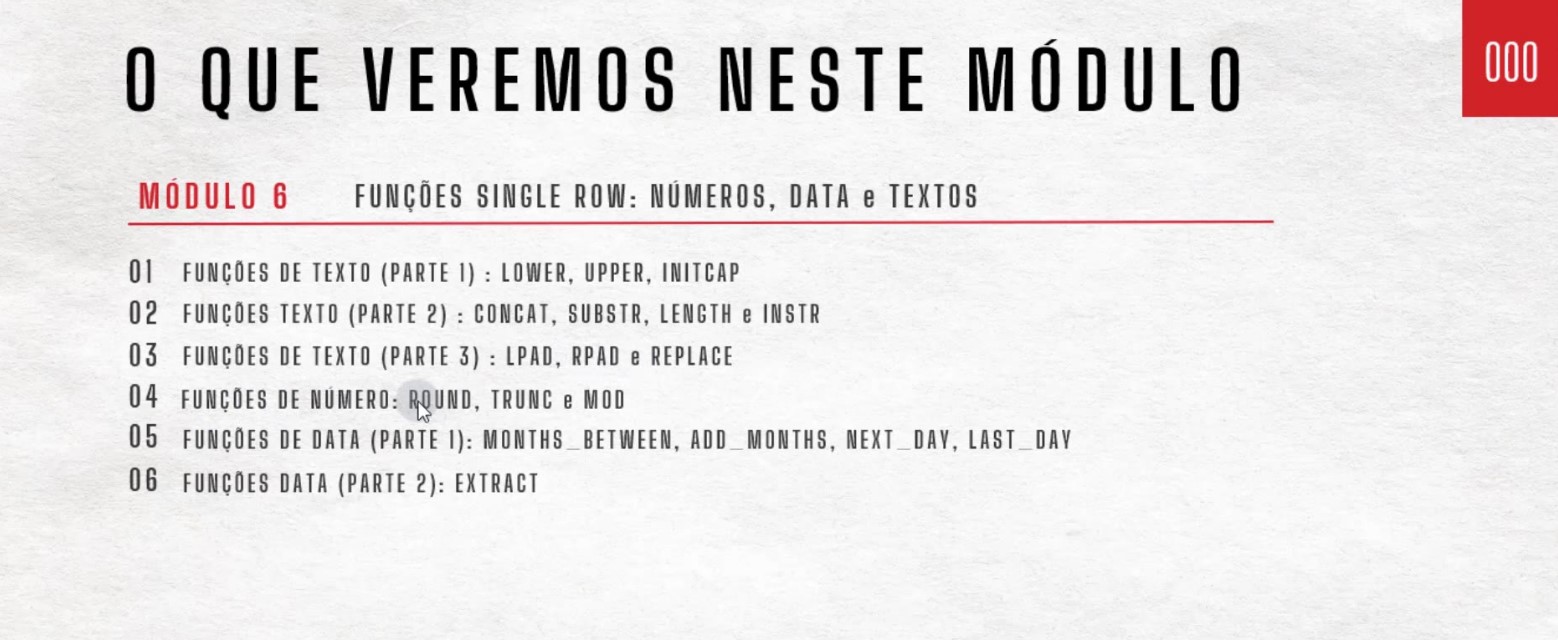 O QUE VEREMOS NESTE MÓDULO
000
MÓDULO 6 FUNÇÕES SINGLE ROW: NÚMEROS, DATA e TEXTOS
01 FUNÇÕES DE TEXTO (PARTE 1) : LOWER, UPPER, INITCAP
02 FUNÇÕES TEXTO (PARTE 2) : CONCAT, SUBSTR, LENGTH e INSTR
03 FUNÇÕES DE TEXTO (PARTE 3) : LPAD, RPAD e REPLACE
04 FUNÇÕES DE NÚMERO: ROUND, TRUNC e MOD
05 FUNÇÕES DE DATA (PARTE 1): MONTHS_BETWEEN, ADD_MONTHS, NEXT_DAY, LAST_DAY
06 FUNÇÕES DATA (PARTE 2): EXTRACT